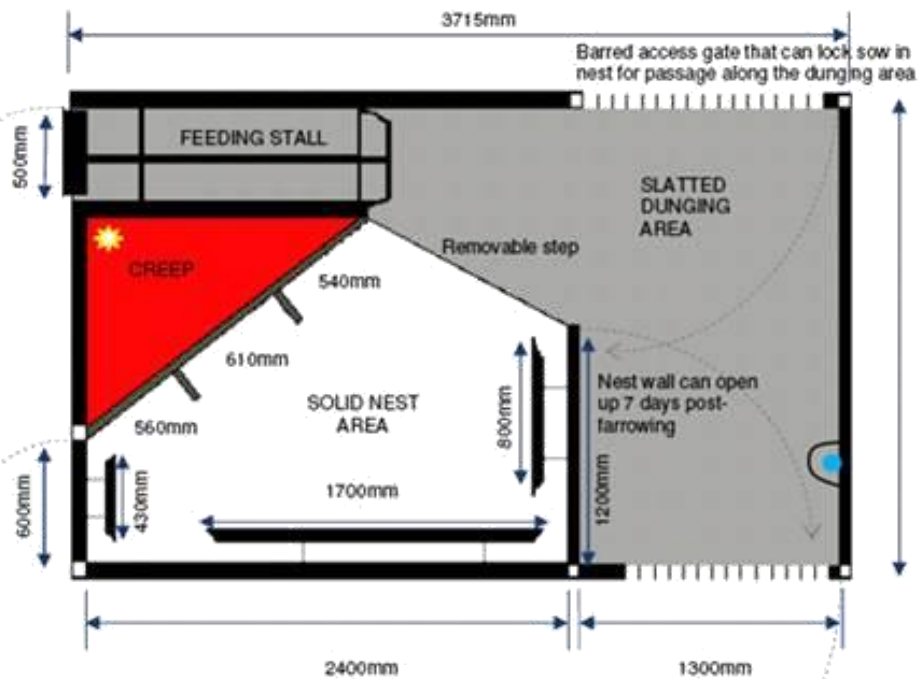 3715mm
Barred access gate that can lock sow in
nest for passage along the dunging area
500mm
FEEDING STALL
SLATTED
DUNGING
AREA
Removable step
CREEP
540mm
610mm
560mm
SOLID NEST
AREA
Nest wall can open
up 7 days post-
farrowing
800mm
1200mm
1700mm
430mm
600mm
2400mm
1300mm